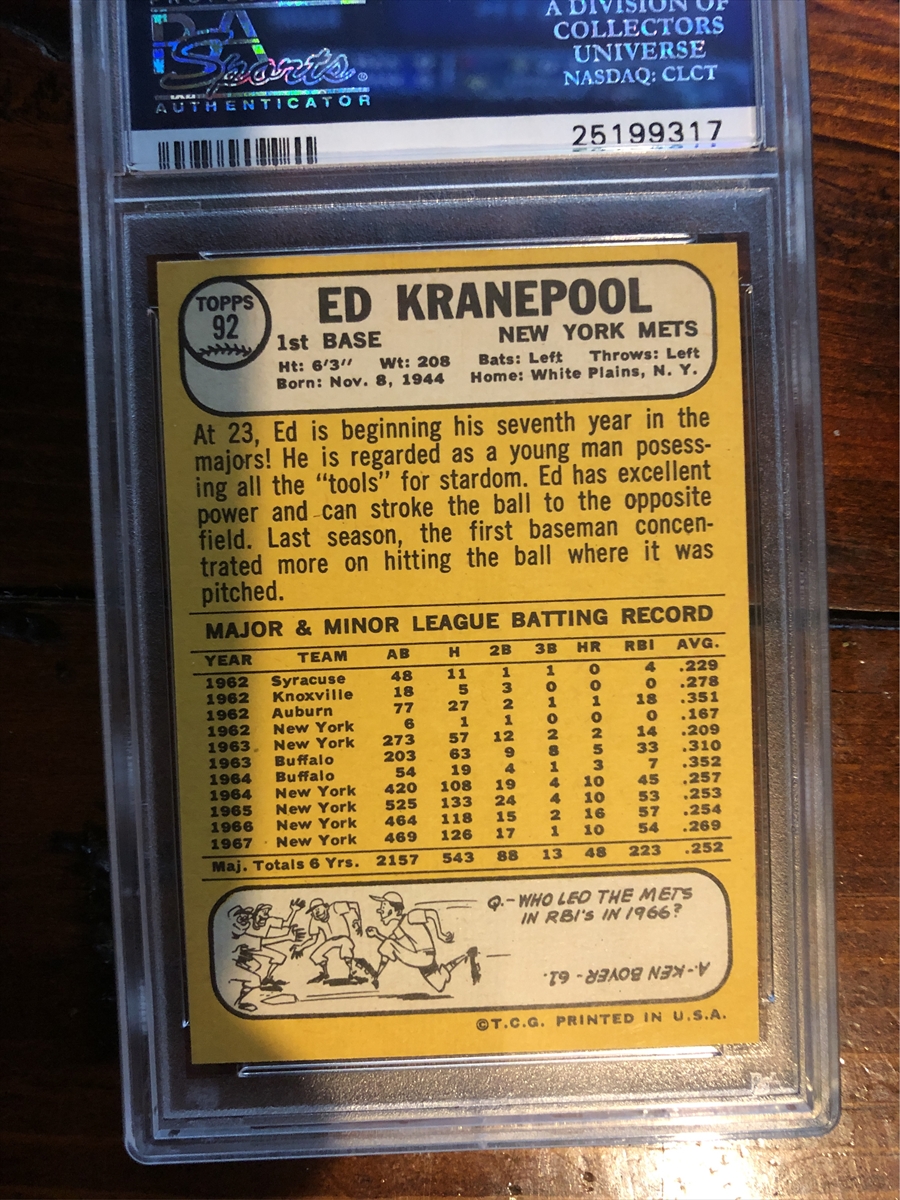 A DIVISION OF
COLLECTORS
UNIVERSE
NASDAQ: CLCT
PSA
Sports®
AUTHENTICATOR
25199317
TOPPS
92
ED KRANEPOOL
1st BASE NEW YORK METS
Ht: 6'3" Wt: 208 Bats: Left Throws: Left
Born: Nov. 8, 1944 Home: White Plains, N. Y.
At 23, Ed is beginning his seventh year in the
majors! He is regarded as a young man posess-
ing all the "tools" for stardom. Ed has excellent
power and can stroke the ball to the opposite
field. Last season, the first baseman concen-
trated more on hitting the ball where it was
pitched.
MAJOR & MINOR LEAGUE BATTING RECORD
YEAR TEAM AB H 2B 3B HR RBI AVG.
1962 Syracuse 48 11 1 1 0 4 .229
1962 Knoxville 18 5 3 0 0 0 .278
1962 Auburn 77 27 2 1 1 18 .351
1962 New York 6 1 1 0 0 0 .167
1963 New York 273 57 12 2 2 14 .209
1963 Buffalo 203 63 9 8 5 33 .310
1964 Buffalo 54 19 4 1 3 7 .352
1964 New York 420 108 19 4 10 45 .257
1965 New York 525 133 24 4 10 53 .253
1966 New York 464 118 15 2 16 57 .254
1967 New York 469 126 17 1 10 54 .269
Maj. Totals 6 Yrs. 2157 543 88 13 48 223 .252
Q.-WHO LED THE METS
IN RBI'S IN 1966?
A.-KEN BOYER - 61.
©T.C.G. PRINTED IN U.S.A.